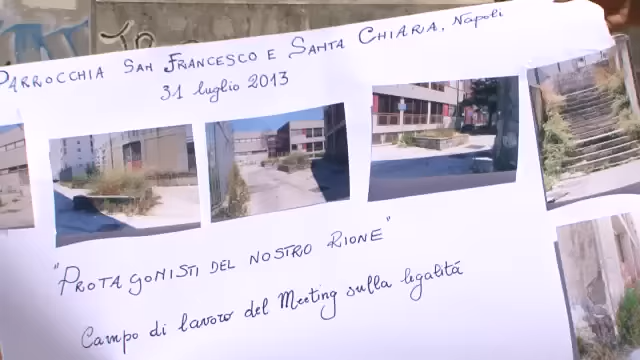 PARROCCHIA SAN FRANCESCO E SANTA CHIARA, Napoli
31 luglio 2013
"PROTAGONISTI DEL NOSTRO RIONE"
Campo di lavoro del Meeting sulla legalità